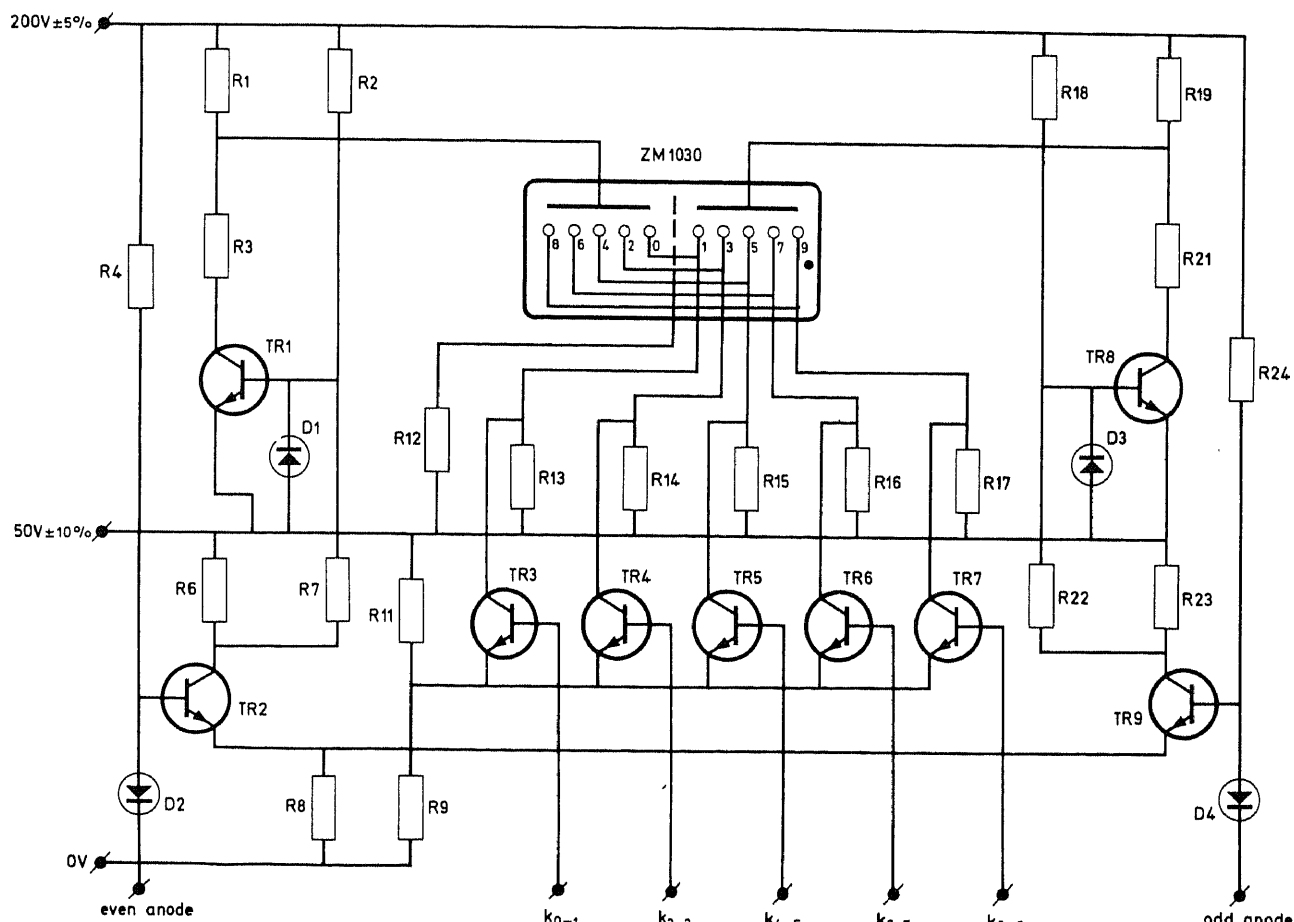 200V±5%
R1
R2
R18
R19
ZM1030
8 6 4 2 0 1 3 5 7 9
R3
R4
R21
TR1
TR8
R24
D1
R12
D3
R13
R14
R15
R16
R17
50V±10%
R6
R7
R11
TR3
TR4
TR5
TR6
TR7
R22
R23
TR2
TR9
D2
R8
R9
D4
0V
even anode
odd anode
k0-1